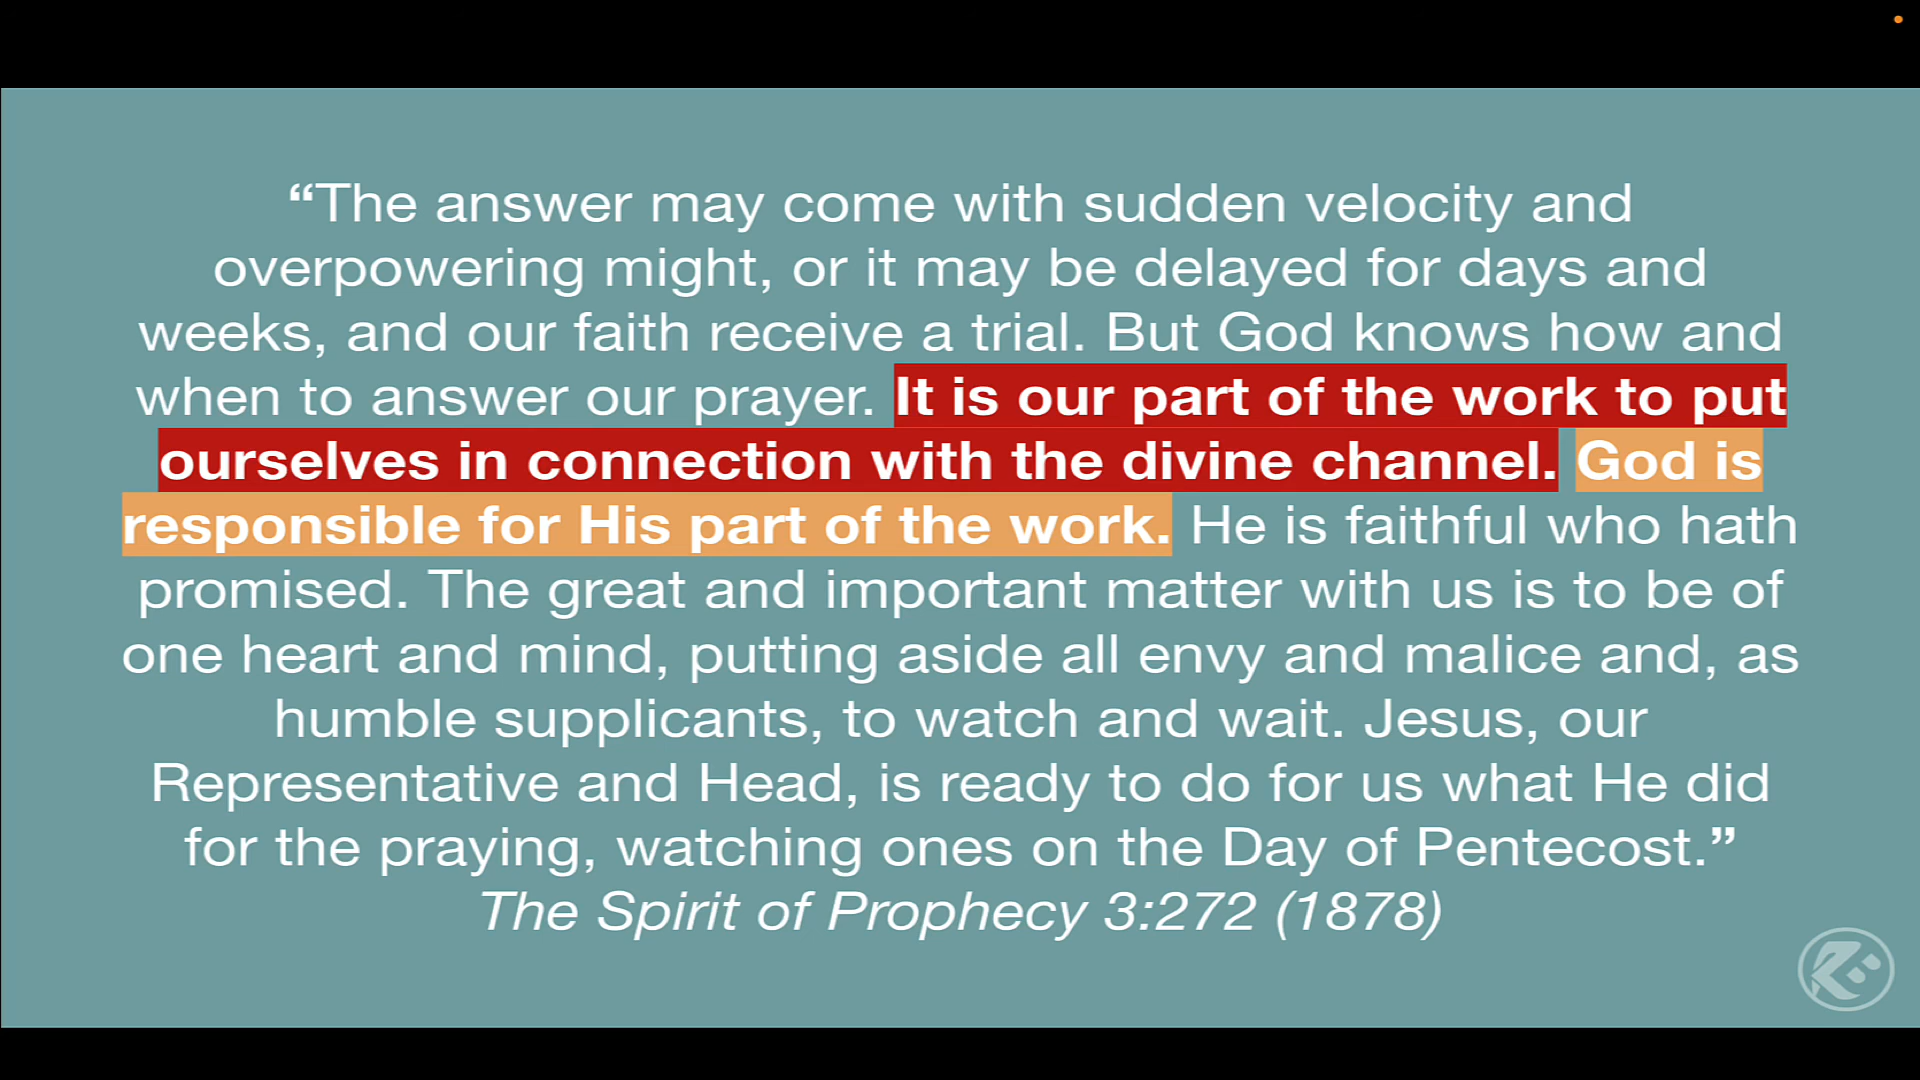 “The answer may come with sudden velocity and
overpowering might, or it may be delayed for days and
weeks, and our faith receive a trial. But God knows how and
when to answer our prayer. It is our part of the work to put
ourselves in connection with the divine channel. God is
responsible for His part of the work. He is faithful who hath
promised. The great and important matter with us is to be of
one heart and mind, putting aside all envy and malice and, as
humble supplicants, to watch and wait. Jesus, our
Representative and Head, is ready to do for us what He did
for the praying, watching ones on the Day of Pentecost.”
The Spirit of Prophecy 3:272 (1878)